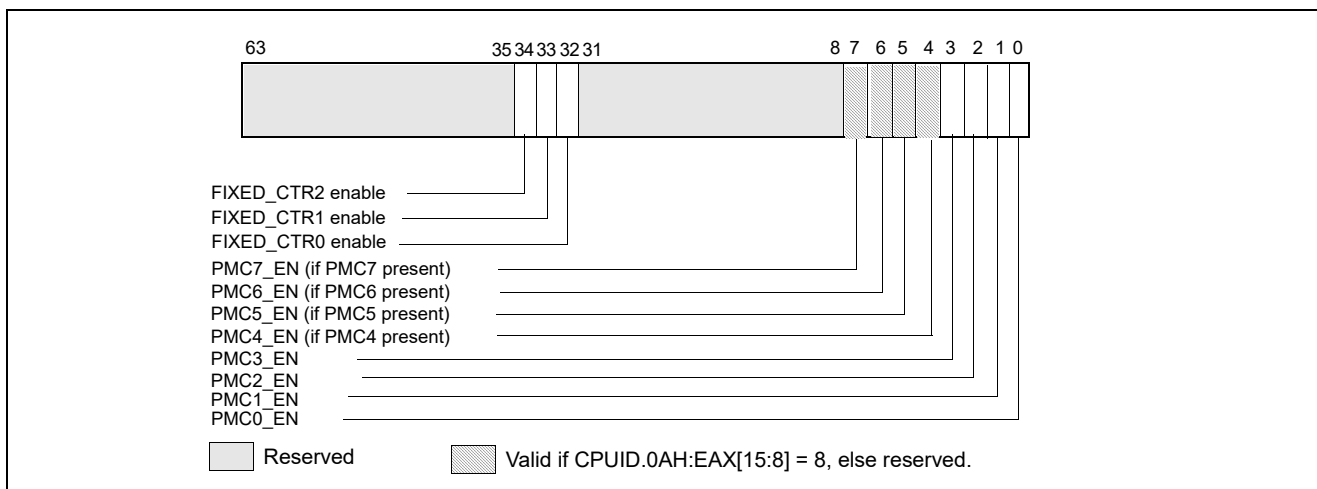 63 35 34 33 32 31 8 7 6 5 4 3 2 1 0
FIXED_CTR2 enable
FIXED_CTR1 enable
FIXED_CTR0 enable
PMC7_EN (if PMC7 present)
PMC6_EN (if PMC6 present)
PMC5_EN (if PMC5 present)
PMC4_EN (if PMC4 present)
PMC3_EN
PMC2_EN
PMC1_EN
PMC0_EN
Reserved Valid if CPUID.0AH:EAX[15:8] = 8, else reserved.